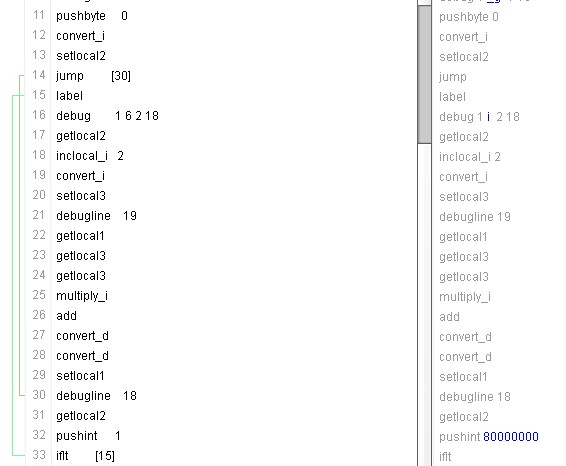 11 pushbyte 0
12 convert_i
13 setlocal2
14 jump [30]
15 label
16 debug 1 6 2 18
17 getlocal2
18 inclocal_i 2
19 convert_i
20 setlocal3
21 debugline 19
22 getlocal1
23 getlocal3
24 getlocal3
25 multiply_i
26 add
27 convert_d
28 convert_d
29 setlocal1
30 debugline 18
31 getlocal2
32 pushint 1
33 iflt [15]
pushbyte 0
convert_i
setlocal2
jump
label
debug 1 i 2 18
getlocal2
inclocal_i 2
convert_i
setlocal3
debugline 19
getlocal1
getlocal3
getlocal3
multiply_i
add
convert_d
convert_d
setlocal1
debugline 18
getlocal2
pushint 80000000
iflt